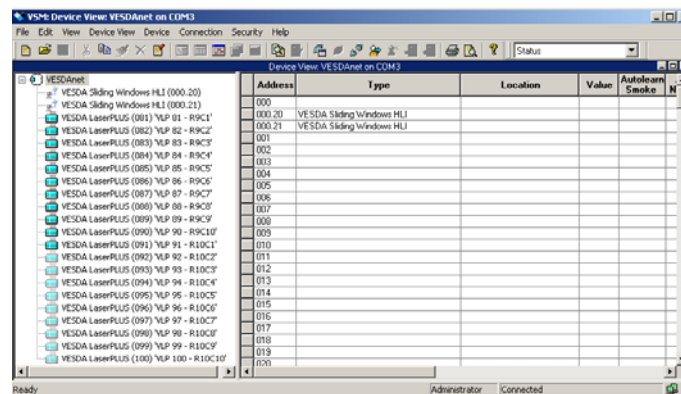 VSM: Device View: VESDAnet on COM3
File Edit View Device View Device Connection Security Help
Status
Device View: VESDAnet on COM3
VESDAnet
VESDA Sliding Windows HLI (000.20)
VESDA Sliding Windows HLI (000.21)
VESDA LaserPLUS (081) 'VLP 81 - R9C1'
VESDA LaserPLUS (082) 'VLP 82 - R9C2'
VESDA LaserPLUS (083) 'VLP 83 - R9C3'
VESDA LaserPLUS (084) 'VLP 84 - R9C4'
VESDA LaserPLUS (085) 'VLP 85 - R9C5'
VESDA LaserPLUS (086) 'VLP 86 - R9C6'
VESDA LaserPLUS (087) 'VLP 87 - R9C7'
VESDA LaserPLUS (088) 'VLP 88 - R9C8'
VESDA LaserPLUS (089) 'VLP 89 - R9C9'
VESDA LaserPLUS (090) 'VLP 90 - R9C10'
VESDA LaserPLUS (091) 'VLP 91 - R10C1'
VESDA LaserPLUS (092) 'VLP 92 - R10C2'
VESDA LaserPLUS (093) 'VLP 93 - R10C3'
VESDA LaserPLUS (094) 'VLP 94 - R10C4'
VESDA LaserPLUS (095) 'VLP 95 - R10C5'
VESDA LaserPLUS (096) 'VLP 96 - R10C6'
VESDA LaserPLUS (097) 'VLP 97 - R10C7'
VESDA LaserPLUS (098) 'VLP 98 - R10C8'
VESDA LaserPLUS (099) 'VLP 99 - R10C9'
VESDA LaserPLUS (100) 'VLP 100 - R10C10'
Address Type Location Value Autolearn Smoke N
000
000.20 VESDA Sliding Windows HLI
000.21 VESDA Sliding Windows HLI
001
002
003
004
005
006
007
008
009
010
011
012
013
014
015
016
017
018
019
020
Ready Administrator Connected